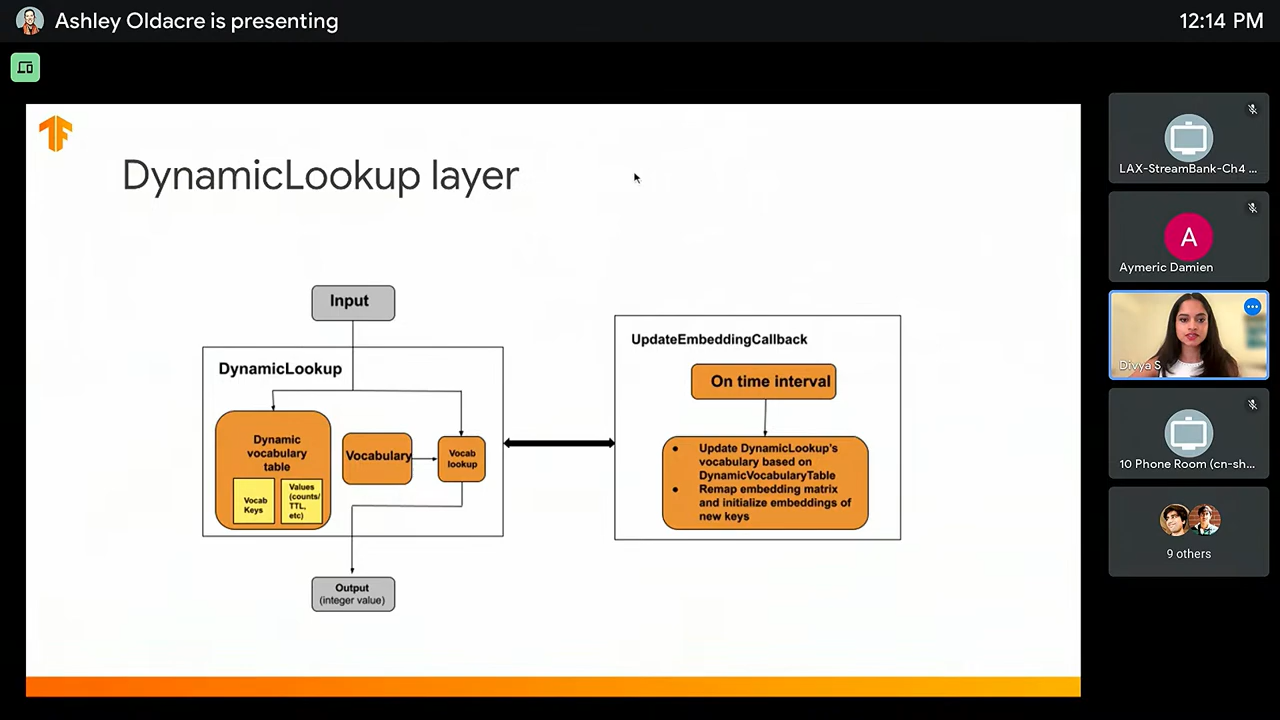 Ashley Oldacre is presenting
12:14 PM
DynamicLookup layer
Input
DynamicLookup
Dynamic
vocabulary
table
Vocab
Keys
Values
(counts/
TTL,
etc)
Vocabulary
Vocab
lookup
Output
(integer value)
UpdateEmbeddingCallback
On time interval
• Update DynamicLookup's
vocabulary based on
DynamicVocabularyTable
• Remap embedding matrix
and initialize embeddings of
new keys
LAX-StreamBank-Ch4 ...
A
Aymeric Damien
Divya S
10 Phone Room (cn-sh...
9 others